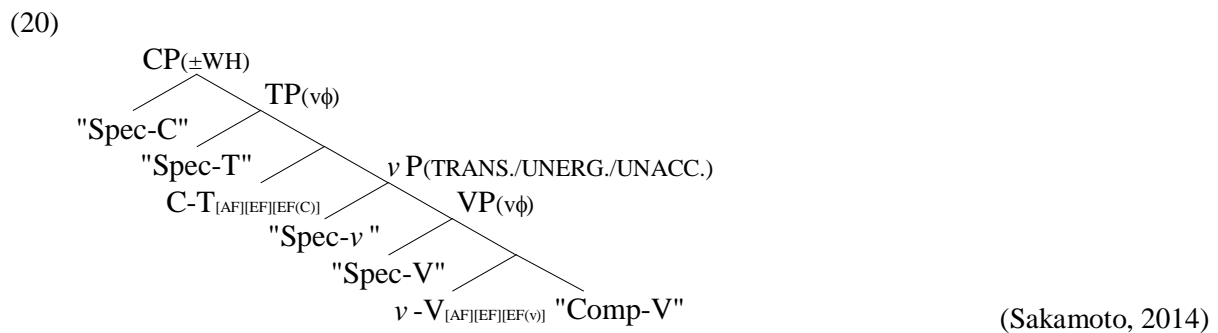 (20)
CP(±WH)
"Spec-C" TP(vϕ)
"Spec-T"
C-T[AF][EF][EF(C)] v P(TRANS./UNERG./UNACC.)
"Spec-v " VP(vϕ)
"Spec-V"
v -V[AF][EF][EF(v)] "Comp-V" (Sakamoto, 2014)